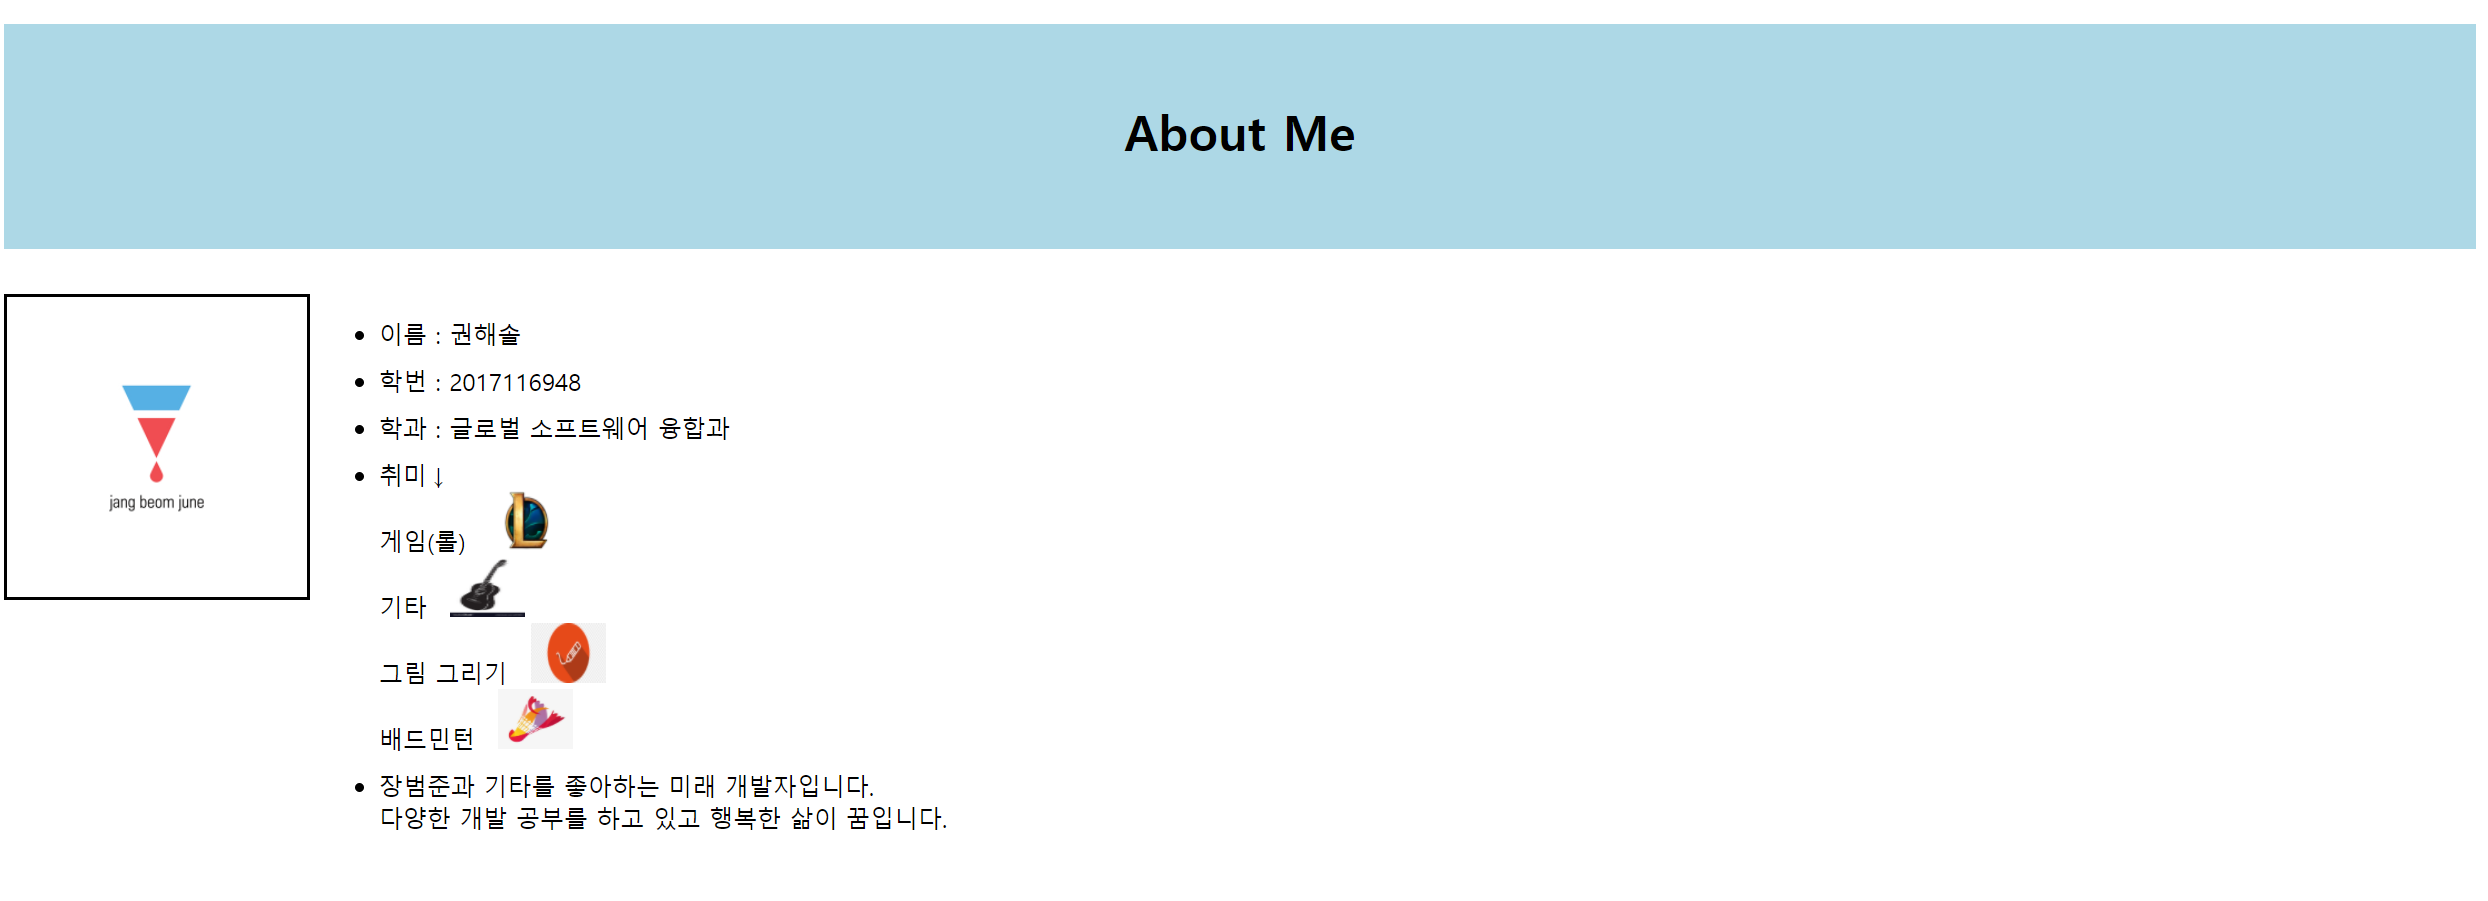 About Me
jang beom june
이름 : 권해솔
학번 : 2017116948
학과 : 글로벌 소프트웨어 융합과
취미 ↓
게임(롤)
기타
그림 그리기
배드민턴
장범준과 기타를 좋아하는 미래 개발자입니다.
다양한 개발 공부를 하고 있고 행복한 삶이 꿈입니다.